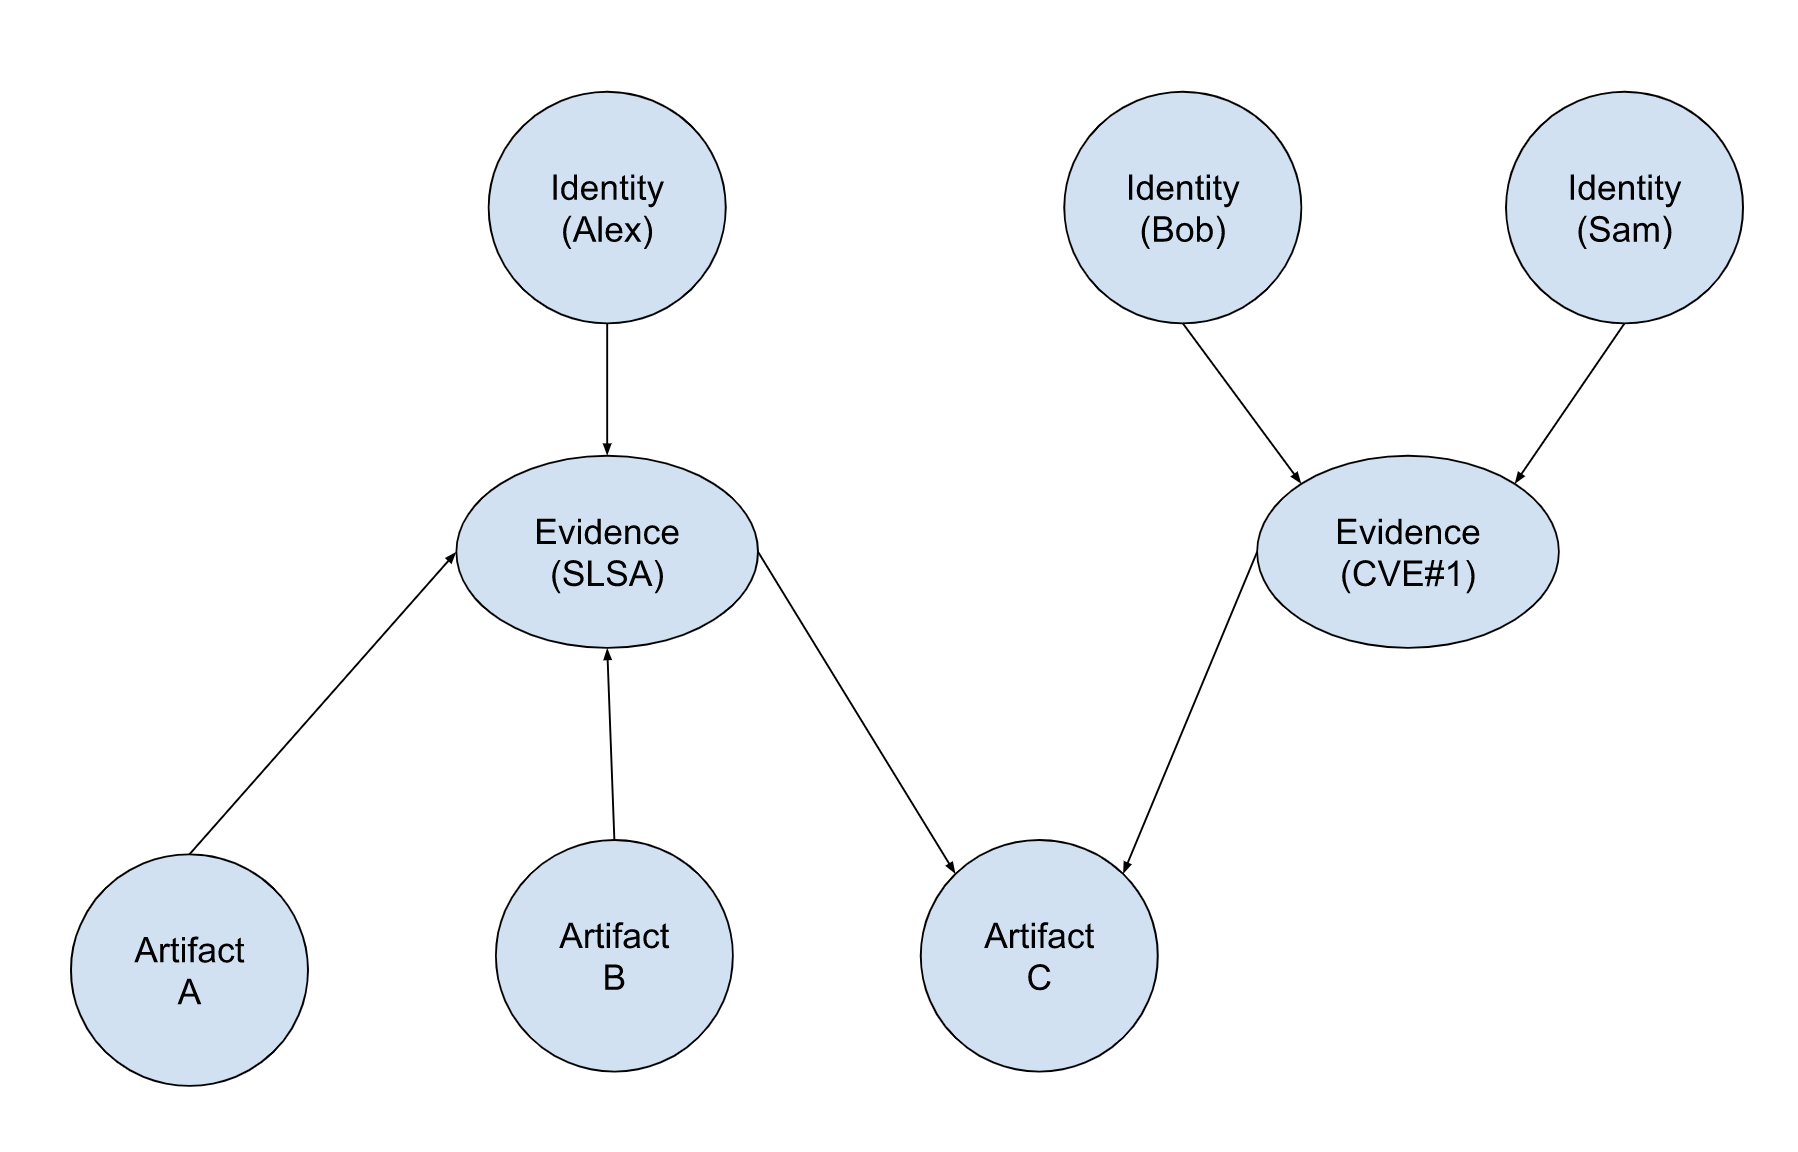 Identity
(Alex)
Identity
(Bob)
Identity
(Sam)
Evidence
(SLSA)
Evidence
(CVE#1)
Artifact
A
Artifact
B
Artifact
C